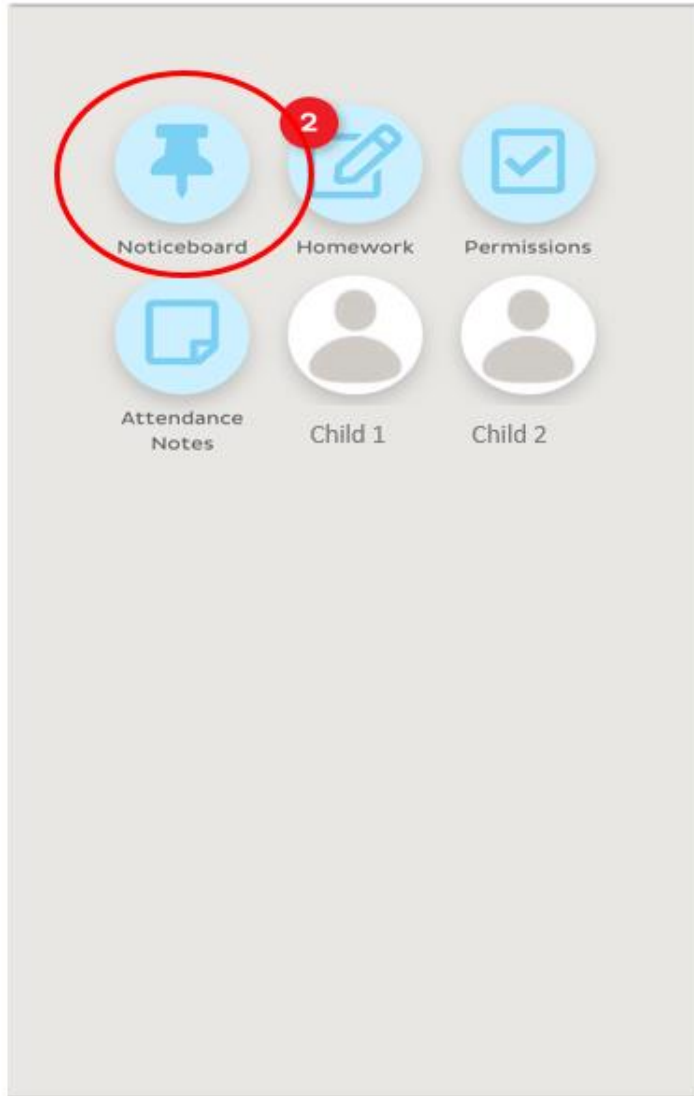 2
Noticeboard
Homework
Permissions
Attendance
Notes
Child 1
Child 2